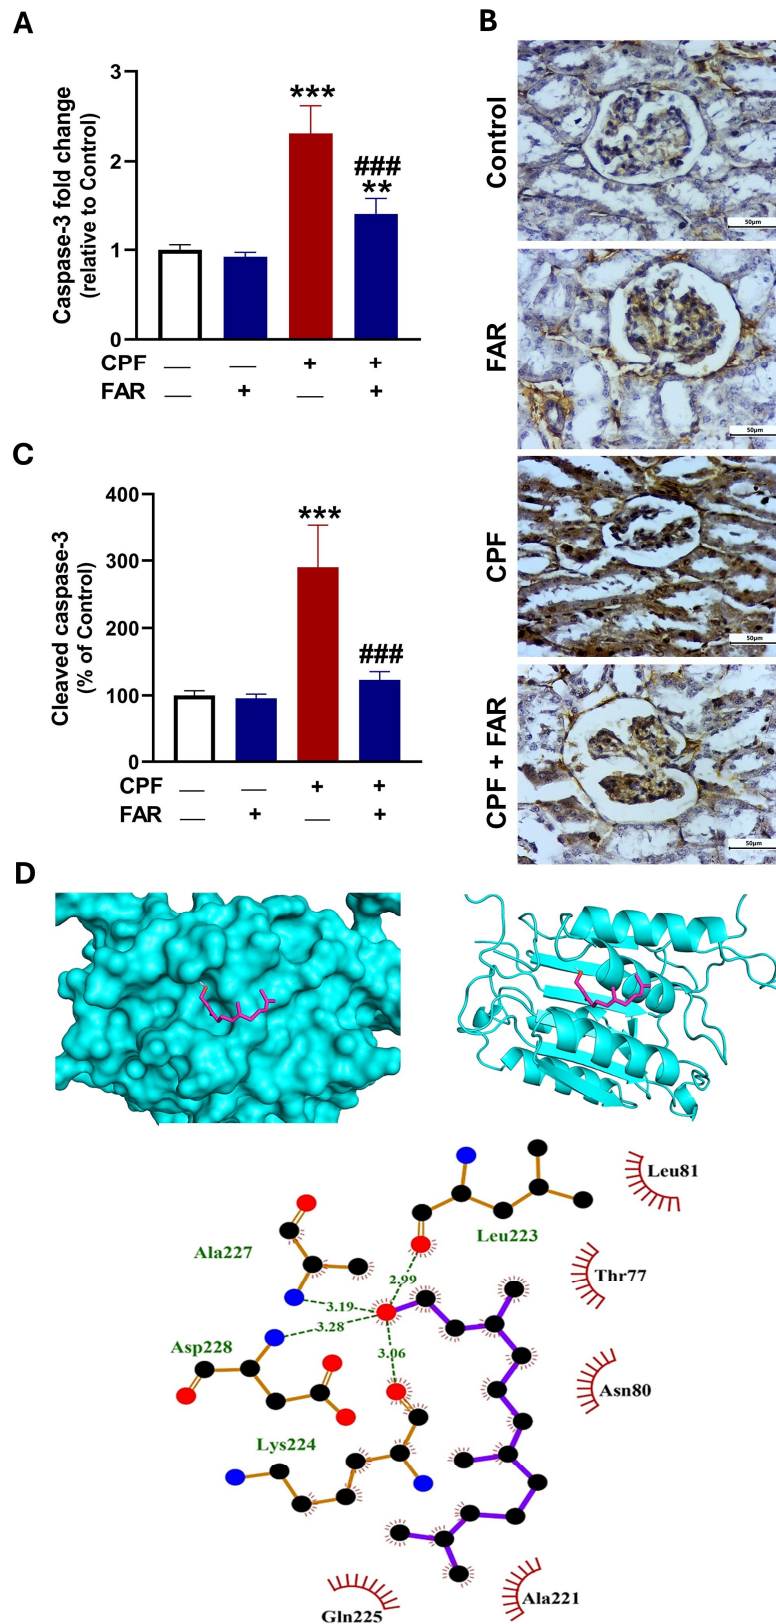 A
Caspase-3 fold change
(relative to Control)
3
2
1
0
***
###
**
CPF — — + +
FAR — + — +
B
Control
50µm
FAR
50µm
CPF
50µm
CPF + FAR
50µm
C
Cleaved caspase-3
(% of Control)
400
300
200
100
0
***
###
CPF — — + +
FAR — + — +
D
Leu81
Ala227
Leu223
Thr77
2.99
3.19
3.28
Asp228
3.06
Asn80
Lys224
Ala221
Gln225